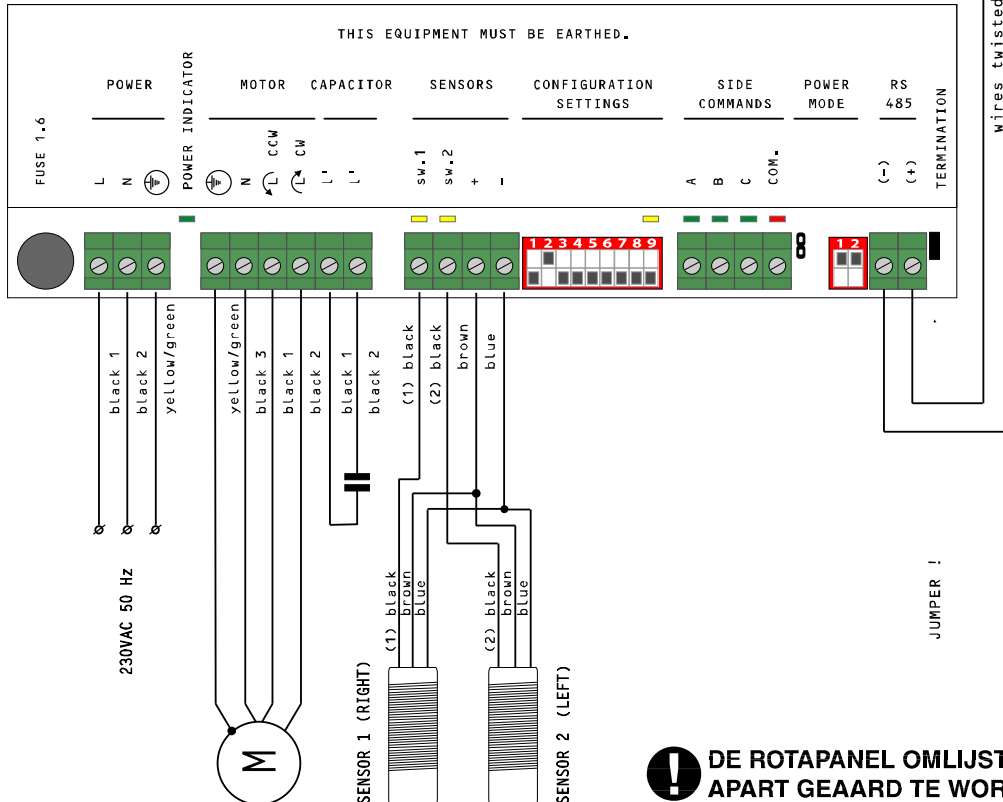 THIS EQUIPMENT MUST BE EARTHED.
wires twisted
FUSE 1.6
POWER
POWER INDICATOR
MOTOR
CAPACITOR
SENSORS
CONFIGURATION
SETTINGS
SIDE
COMMANDS
POWER
MODE
RS
485
TERMINATION
L
N
N
L CCW
L CW
L'
L'
sw.1
sw.2
+
-
A
B
C
COM.
(-)
(+)
1 2 3 4 5 6 7 8 9
1 2
black 1
black 2
yellow/green
yellow/green
black 3
black 1
black 2
black 1
black 2
(1) black
(2) black
brown
blue
230VAC 50 Hz
(1) black
brown
blue
(2) black
brown
blue
M
SENSOR 1 (RIGHT)
SENSOR 2 (LEFT)
JUMPER !
! DE ROTAPANEL OMLIJST
APART GEAARD TE WOR